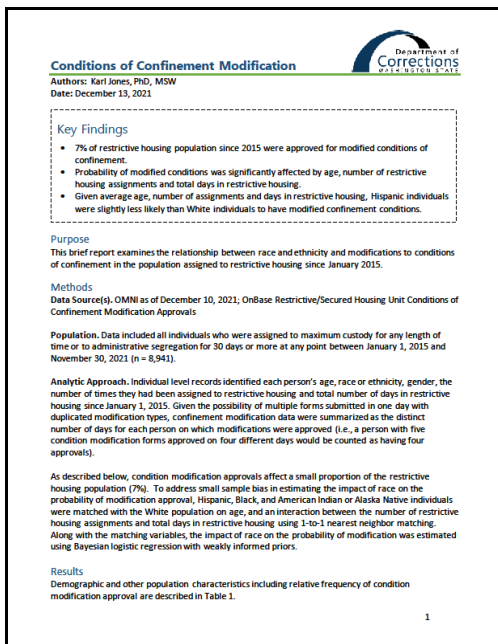 Department of
Corrections
WASHINGTON STATE
Conditions of Confinement Modification
Authors: Karl Jones, PhD, MSW
Date: December 13, 2021
Key Findings
• 7% of restrictive housing population since 2015 were approved for modified conditions of
confinement.
• Probability of modified conditions was significantly affected by age, number of restrictive
housing assignments and total days in restrictive housing.
• Given average age, number of assignments and days in restrictive housing, Hispanic individuals
were slightly less likely than White individuals to have modified confinement conditions.
Purpose
This brief report examines the relationship between race and ethnicity and modifications to conditions
of confinement in the population assigned to restrictive housing since January 2015.
Methods
Data Source(s). OMNI as of December 10, 2021; OnBase Restrictive/Secured Housing Unit Conditions of
Confinement Modification Approvals
Population. Data included all individuals who were assigned to maximum custody for any length of
time or to administrative segregation for 30 days or more at any point between January 1, 2015 and
November 30, 2021 (n = 8,941).
Analytic Approach. Individual level records identified each person's age, race or ethnicity, gender, the
number of times they had been assigned to restrictive housing and total number of days in restrictive
housing since January 1, 2015. Given the possibility of multiple forms submitted in one day with
duplicated modification types, confinement modification data were summarized as the distinct
number of days for each person on which modifications were approved (i.e., a person with five
condition modification forms approved on four different days would be counted as having four
approvals).
As described below, condition modification approvals affect a small proportion of the restrictive
housing population (7%). To address small sample bias in estimating the impact of race on the
probability of modification approval, Hispanic, Black, and American Indian or Alaska Native individuals
were matched with the White population on age, and an interaction between the number of restrictive
housing assignments and total days in restrictive housing using 1-to-1 nearest neighbor matching.
Along with the matching variables, the impact of race on the probability of modification was estimated
using Bayesian logistic regression with weakly informed priors.
Results
Demographic and other population characteristics including relative frequency of condition
modification approval are described in Table 1.
1